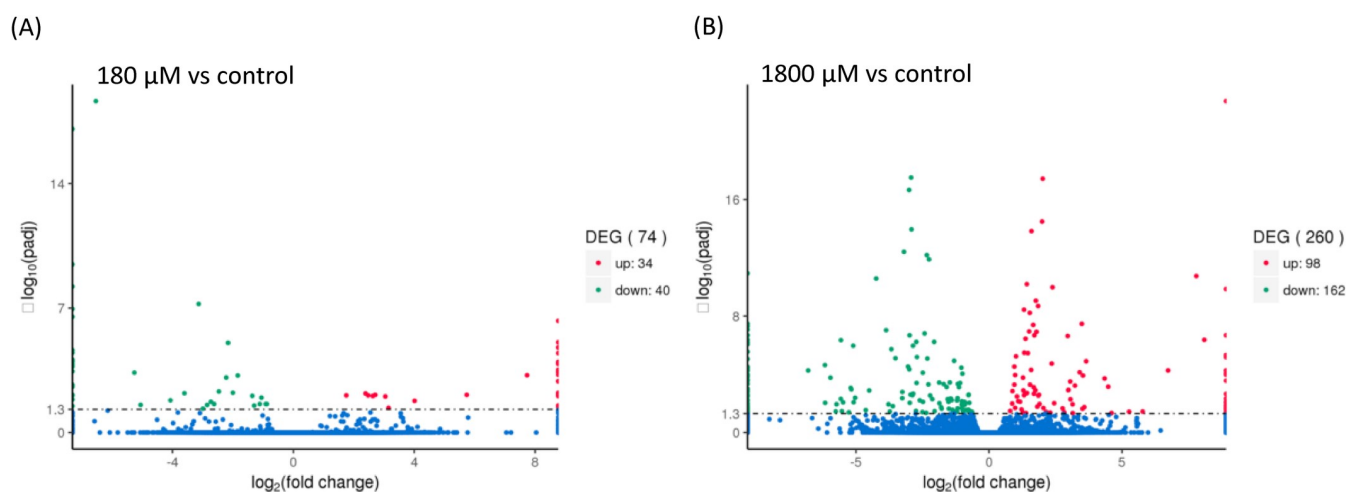 (A)
180 μM vs control
14
7
1.3
0
□ log10(padj)
-4
0
4
8
log2(fold change)
DEG ( 74 )
up: 34
down: 40
(B)
1800 μM vs control
16
8
1.3
0
□ log10(padj)
-5
0
5
log2(fold change)
DEG ( 260 )
up: 98
down: 162